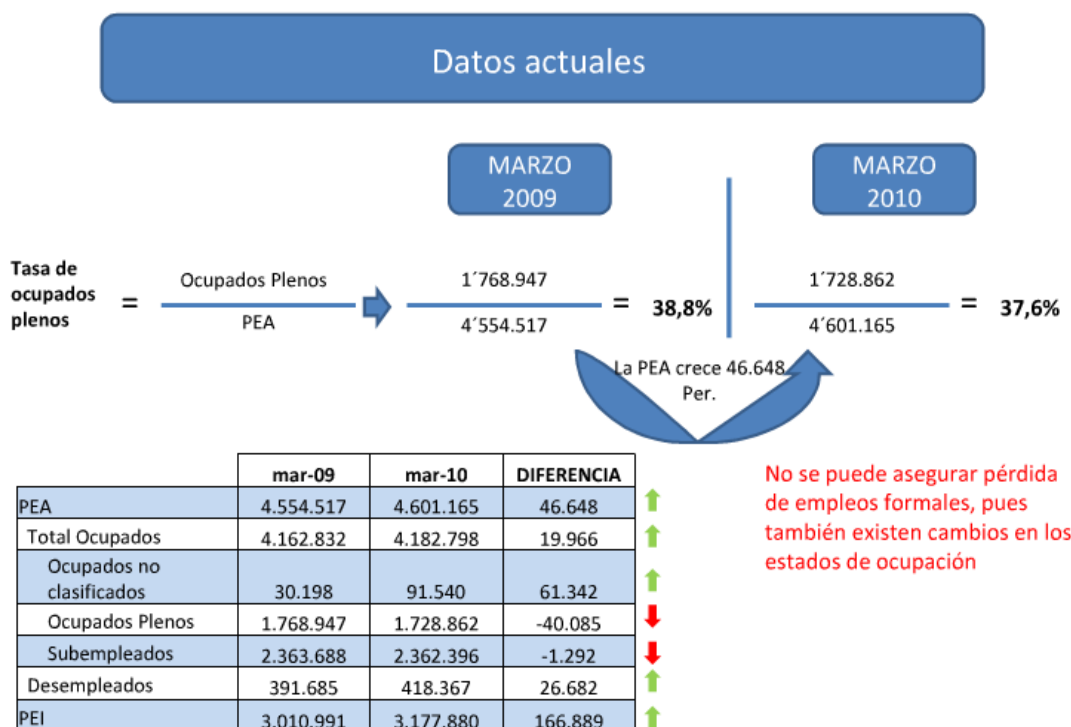 Datos actuales
MARZO
2009
MARZO
2010
Tasa de
ocupados
plenos
=
Ocupados Plenos
PEA
1´768.947
4´554.517
=
38,8%
1´728.862
4´601.165
=
37,6%
La PEA crece 46.648
Per.
mar-09 mar-10 DIFERENCIA
PEA 4.554.517 4.601.165 46.648
Total Ocupados 4.162.832 4.182.798 19.966
Ocupados no
clasificados 30.198 91.540 61.342
Ocupados Plenos 1.768.947 1.728.862 -40.085
Subempleados 2.363.688 2.362.396 -1.292
Desempleados 391.685 418.367 26.682
PEI 3.010.991 3.177.880 166.889
No se puede asegurar pérdida
de empleos formales, pues
también existen cambios en los
estados de ocupación